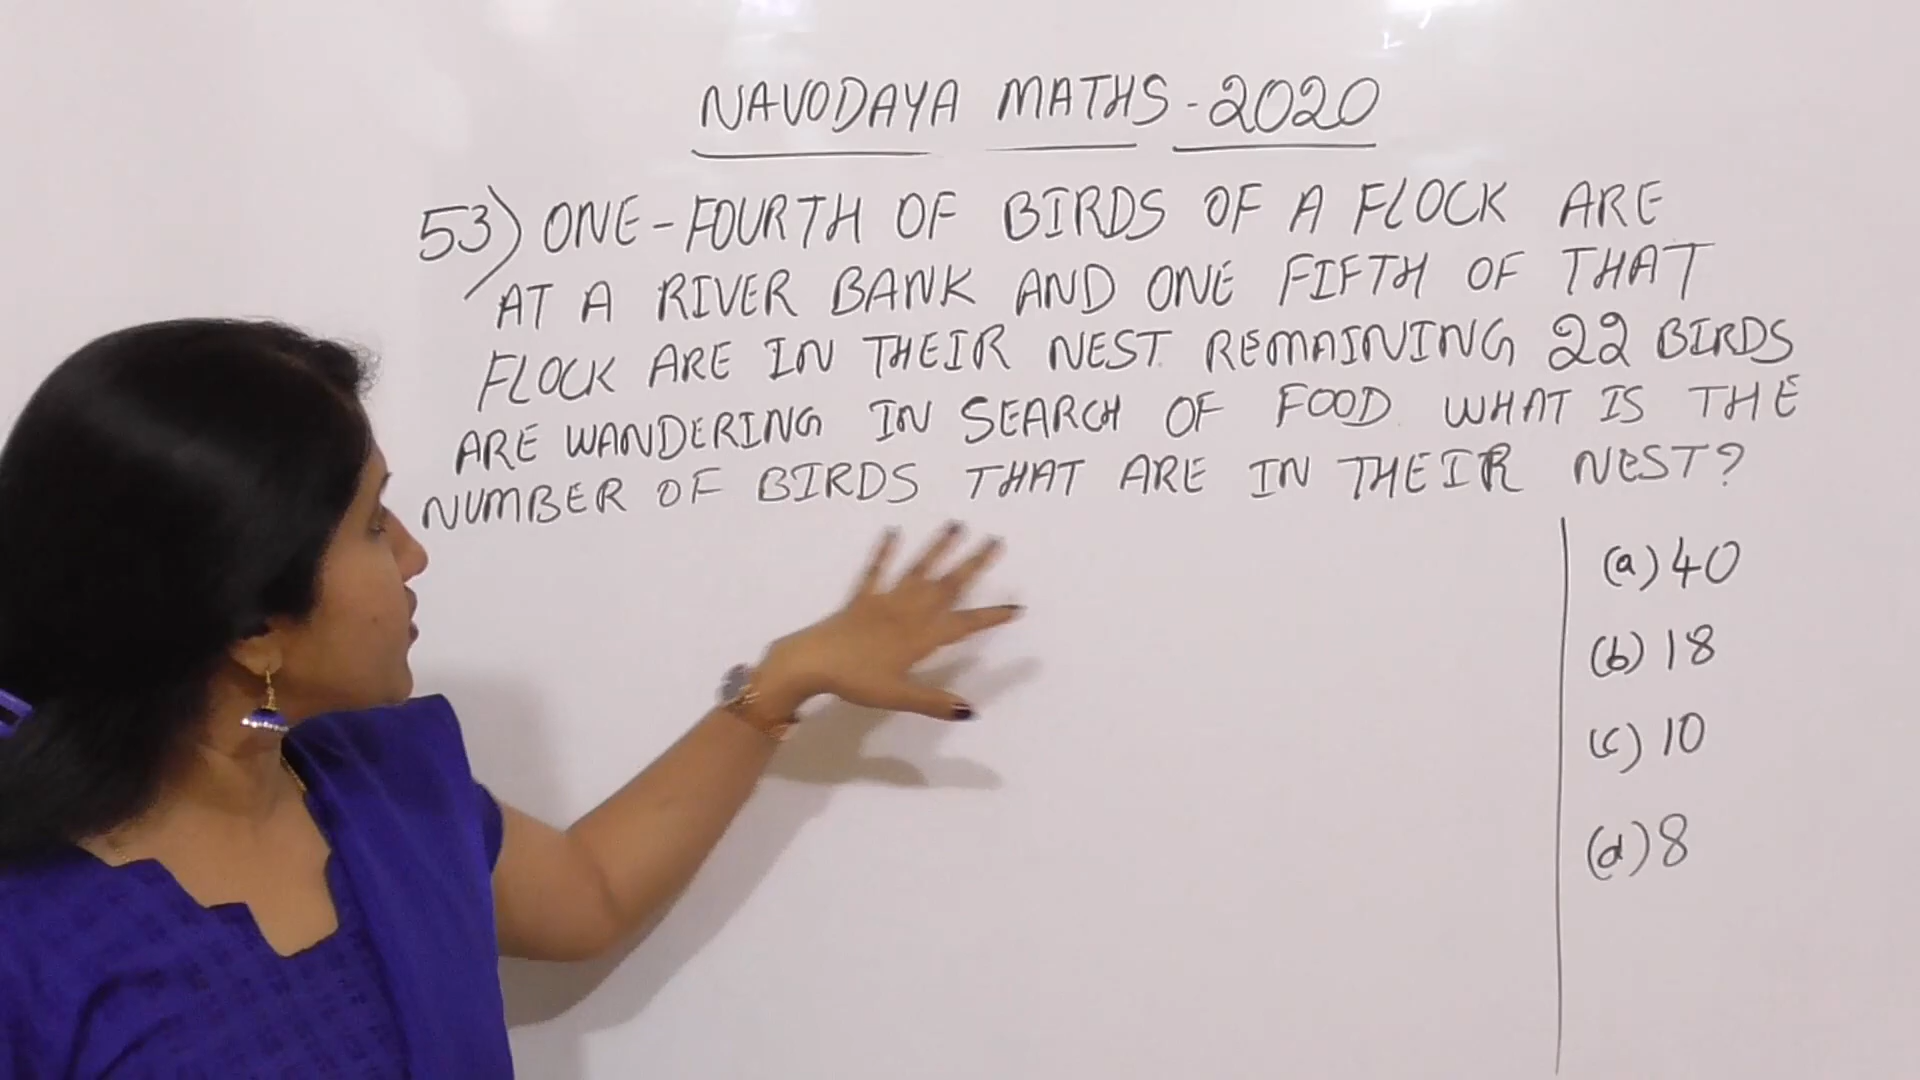 NAVODAYA MATHS - 2020
53) ONE-FOURTH OF BIRDS OF A FLOCK ARE
AT A RIVER BANK AND ONE FIFTH OF THAT
FLOCK ARE IN THEIR NEST REMAINING 22 BIRDS
ARE WANDERING IN SEARCH OF FOOD WHAT IS THE
NUMBER OF BIRDS THAT ARE IN THEIR NEST?
(a) 40
(b) 18
(c) 10
(d) 8